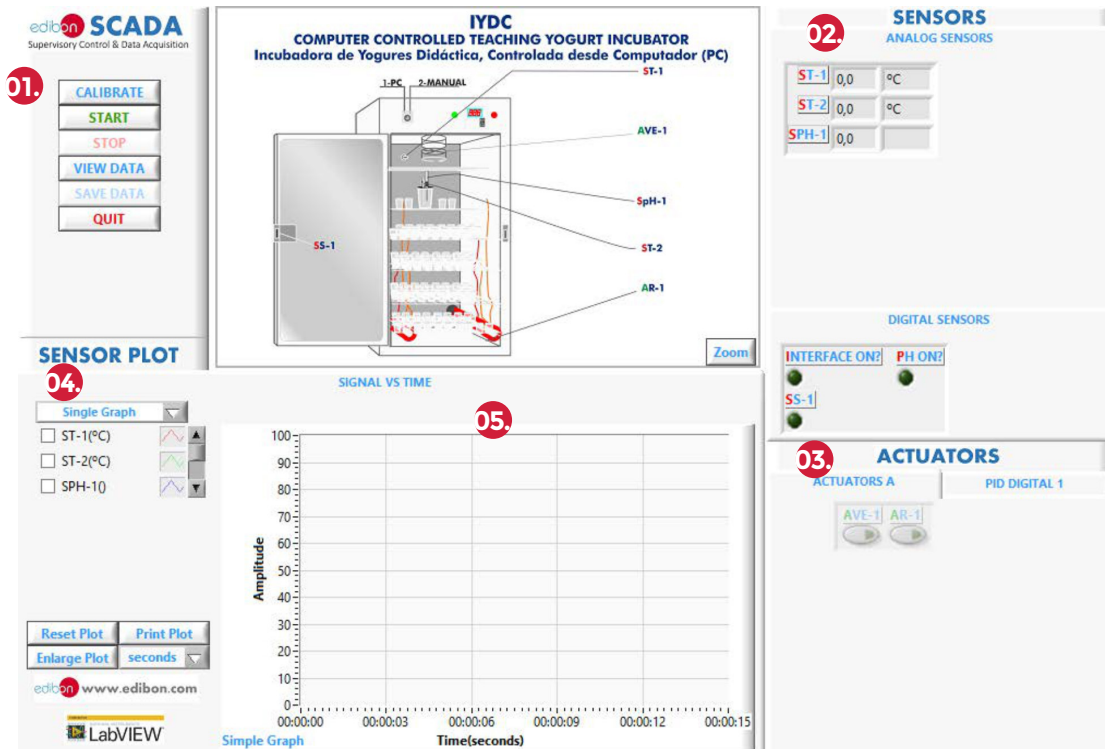 edibon SCADA
Supervisory Control & Data Acquisition
01.
CALIBRATE
START
STOP
VIEW DATA
SAVE DATA
QUIT
IYDC
COMPUTER CONTROLLED TEACHING YOGURT INCUBATOR
Incubadora de Yogures Didáctica, Controlada desde Computador (PC)
1-PC 2-MANUAL
ST-1
AVE-1
SpH-1
SS-1
ST-2
AR-1
Zoom
SENSORS
02.
ANALOG SENSORS
ST-1 0,0 ºC
ST-2 0,0 ºC
SPH-1 0,0
DIGITAL SENSORS
INTERFACE ON? PH ON?
SS-1
03.
ACTUATORS
ACTUATORS A PID DIGITAL 1
AVE-1 AR-1
SENSOR PLOT
04.
Single Graph
ST-1(ºC)
ST-2(ºC)
SPH-1()
Reset Plot Print Plot
Enlarge Plot seconds
edibon www.edibon.com
LabVIEW
SIGNAL VS TIME
05.
Amplitude
100
90
80
70
60
50
40
30
20
10
0
00:00:00 00:00:03 00:00:06 00:00:09 00:00:12 00:00:15
Simple Graph Time(seconds)